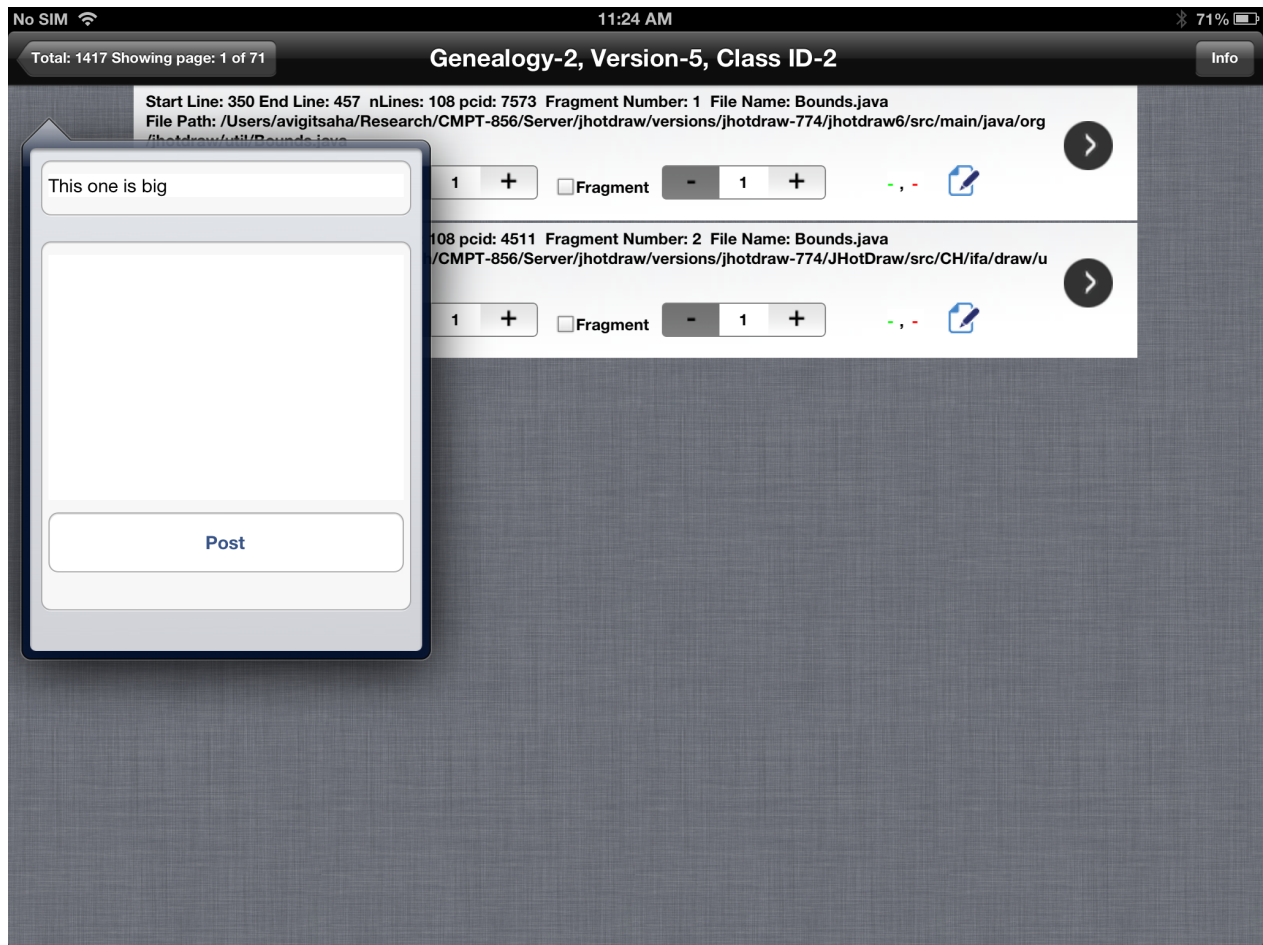 No SIM 11:24 AM 71%
Total: 1417 Showing page: 1 of 71 Genealogy-2, Version-5, Class ID-2 Info
Start Line: 350 End Line: 457 nLines: 108 pcid: 7573 Fragment Number: 1 File Name: Bounds.java
File Path: /Users/avigitsaha/Research/CMPT-856/Server/jhotdraw/versions/jhotdraw-774/jhotdraw6/src/main/java/org
/jhotdraw/util/Bounds.java
This one is big
1 + Fragment - 1 + - , -
108 pcid: 4511 Fragment Number: 2 File Name: Bounds.java
/CMPT-856/Server/jhotdraw/versions/jhotdraw-774/JHotDraw/src/CH/ifa/draw/u
1 + Fragment - 1 + - , -
Post